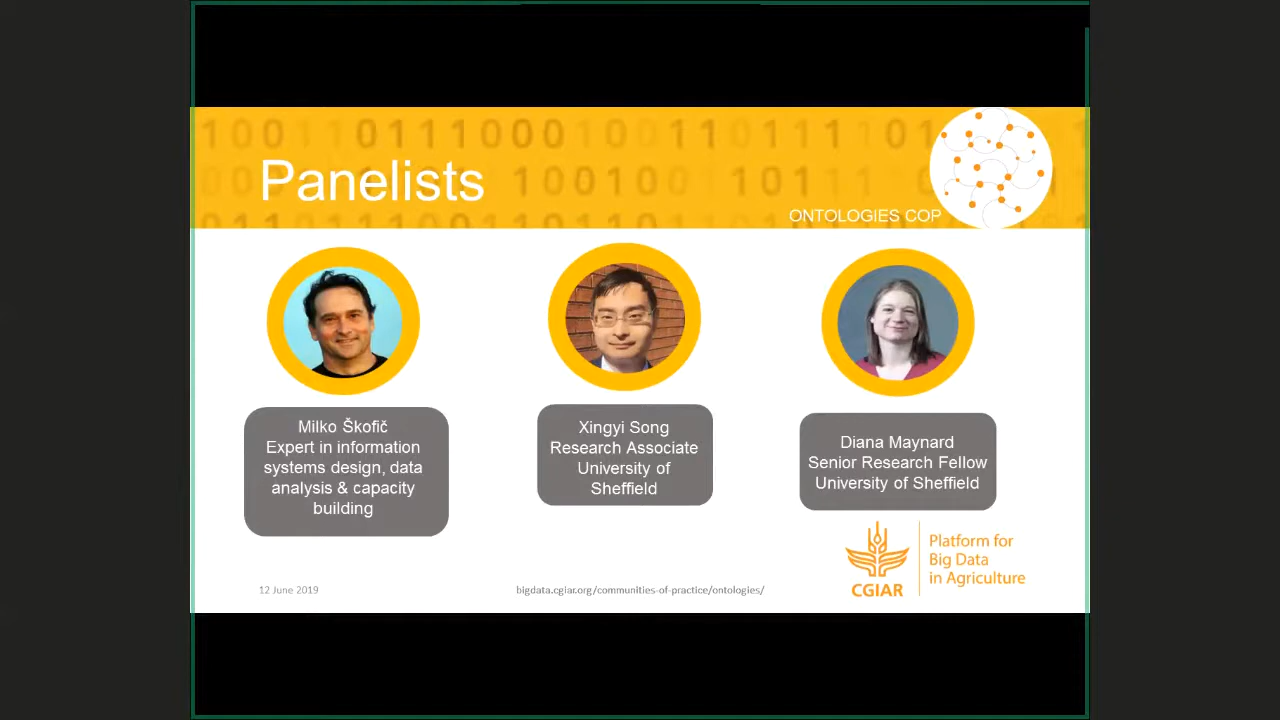 Panelists
ONTOLOGIES COP
Milko Škofič
Expert in information
systems design, data
analysis & capacity
building
Xingyi Song
Research Associate
University of
Sheffield
Diana Maynard
Senior Research Fellow
University of Sheffield
CGIAR
Platform for
Big Data
in Agriculture
12 June 2019
bigdata.cgiar.org/communities-of-practice/ontologies/